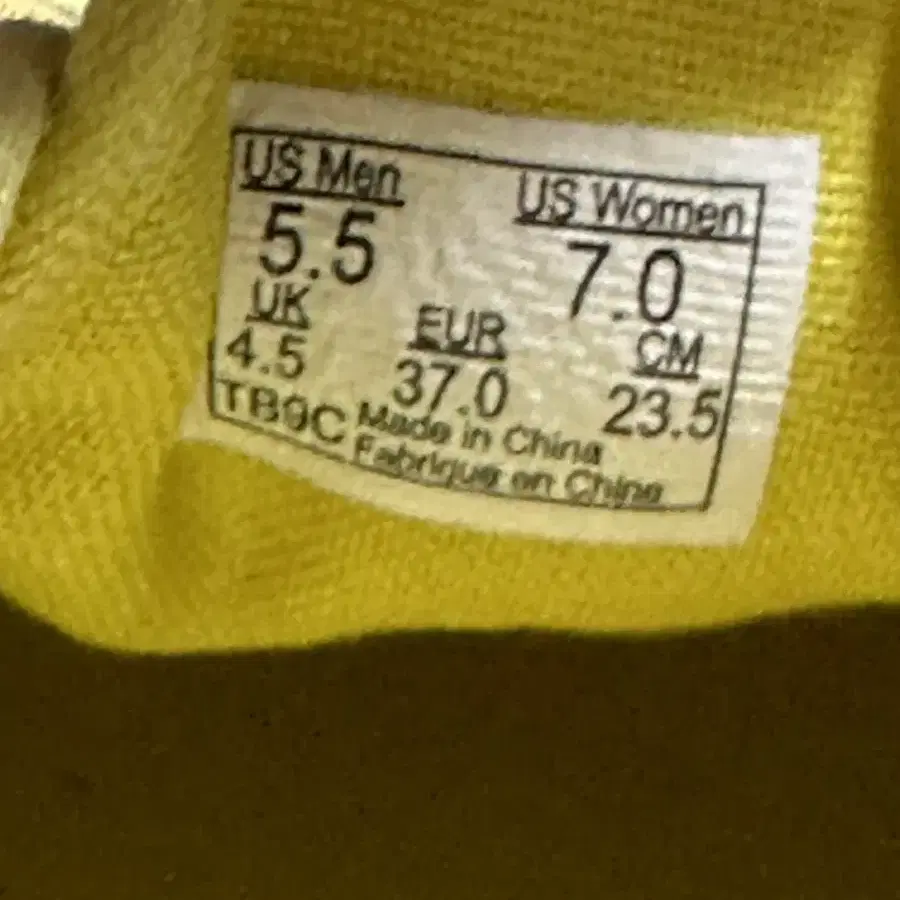 US Men US Women
5.5 7.0
UK EUR CM
4.5 37.0 23.5
TB9C Made in China
Fabrique en Chine